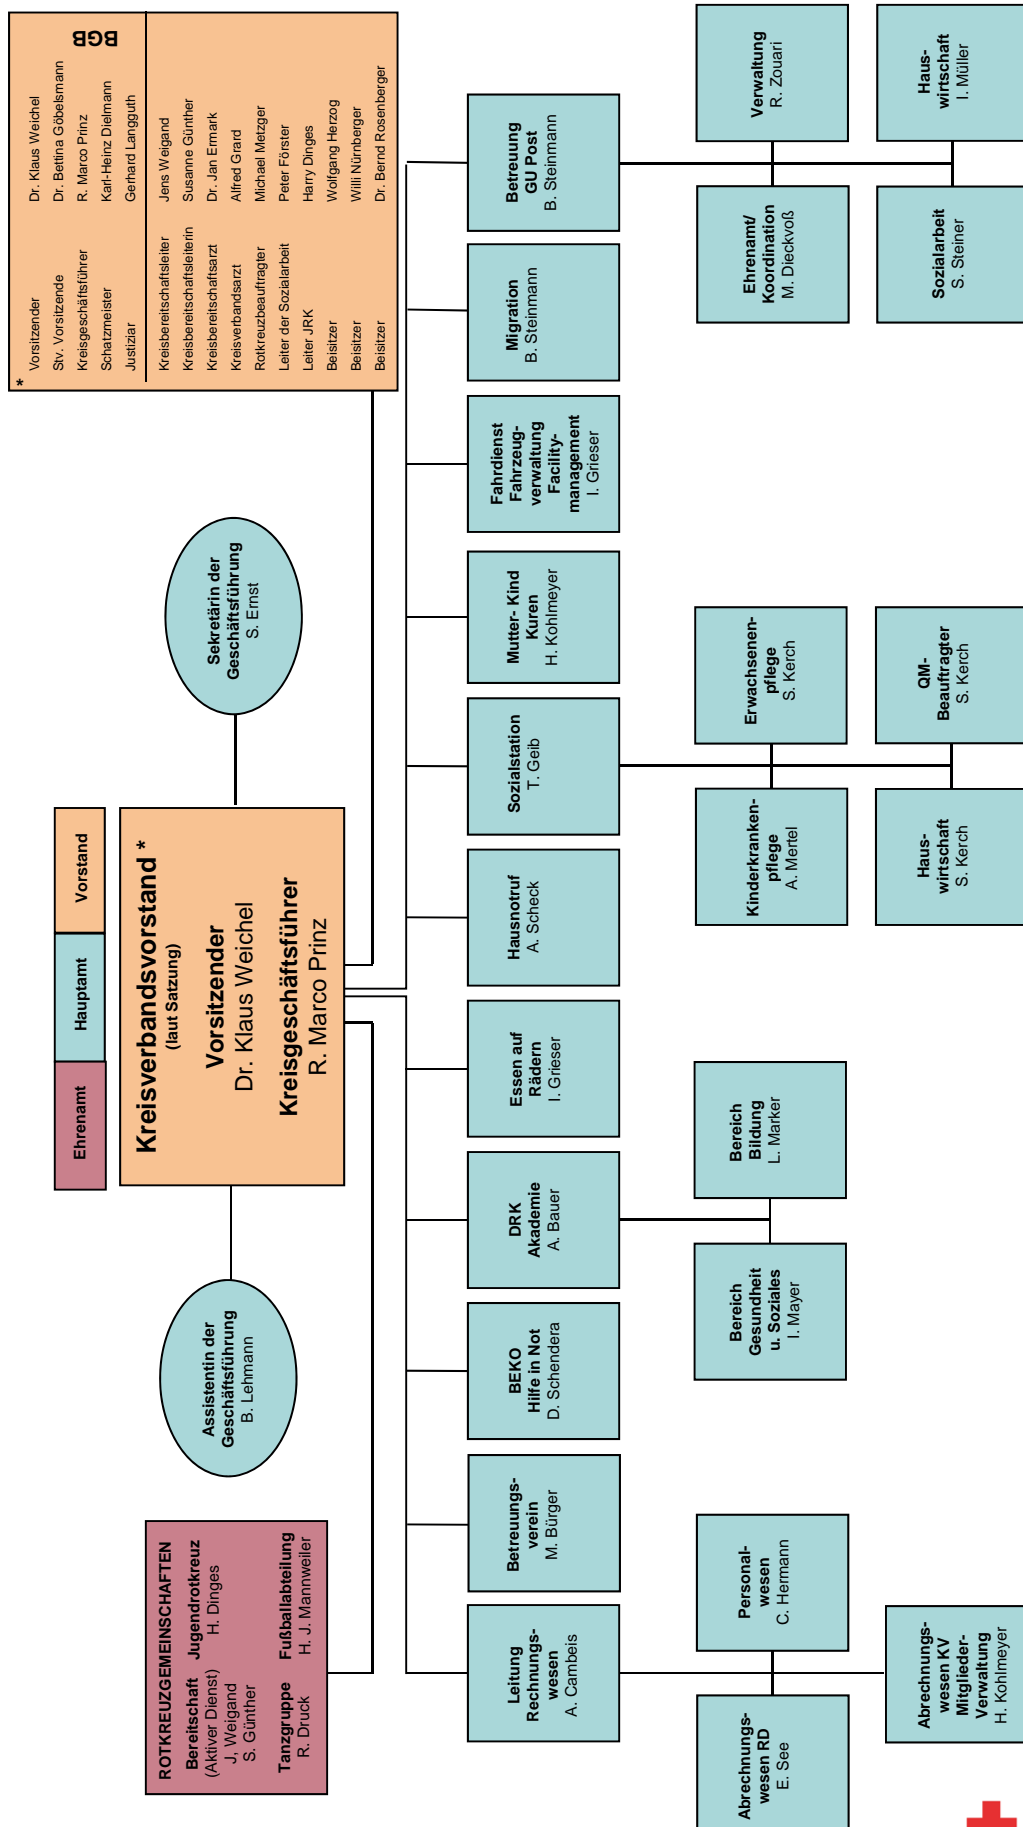 Ehrenamt
Hauptamt
Vorstand
Kreisverbandsvorstand *
(laut Satzung)
Vorsitzender
Dr. Klaus Weichel
Kreisgeschäftsführer
R. Marco Prinz
Assistentin der
Geschäftsführung
B. Lehmann
Sekretärin der
Geschäftsführung
S. Ernst
ROTKREUZGEMEINSCHAFTEN
Bereitschaft Jugendrotkreuz
(Aktiver Dienst) H. Dinges
J, Weigand
S. Günther
Tanzgruppe Fußballabteilung
R. Druck H. J. Mannweiler
*
Vorsitzender Dr. Klaus Weichel
Stv. Vorsitzende Dr. Bettina Göbelsmann
Kreisgeschäftsführer R. Marco Prinz
Schatzmeister Karl-Heinz Dielmann
Justiziar Gerhard Langguth
BGB
Kreisbereitschaftsleiter Jens Weigand
Kreisbereitschaftsleiterin Susanne Günther
Kreisbereitschaftsarzt Dr. Jan Ermark
Kreisverbandsarzt Alfred Grard
Rotkreuzbeauftragter Michael Metzger
Leiter der Sozialarbeit Peter Förster
Leiter JRK Harry Dinges
Beisitzer Wolfgang Herzog
Beisitzer Willi Nürnberger
Beisitzer Dr. Bernd Rosenberger
Leitung
Rechnungs-
wesen
A. Cambeis
Betreuungs-
verein
M. Bürger
BEKO
Hilfe in Not
D. Schendera
DRK
Akademie
A. Bauer
Essen auf
Rädern
I. Grieser
Hausnotruf
A. Scheck
Sozialstation
T. Geib
Mutter- Kind
Kuren
H. Kohlmeyer
Fahrdienst
Fahrzeug-
verwaltung
Facility-
management
I. Grieser
Migration
B. Steinmann
Betreuung
GU Post
B. Steinmann
Abrechnungs-
wesen RD
E. See
Personal-
wesen
C. Hermann
Abrechnungs-
wesen KV
Mitglieder-
Verwaltung
H. Kohlmeyer
Bereich
Gesundheit
u. Soziales
I. Mayer
Bereich
Bildung
L. Marker
Kinderkranken-
pflege
A. Mertel
Erwachsenen-
pflege
S. Kerch
Haus-
wirtschaft
S. Kerch
QM-
Beauftragter
S. Kerch
Ehrenamt/
Koordination
M. Dieckvoß
Verwaltung
R. Zouari
Sozialarbeit
S. Steiner
Haus-
wirtschaft
I. Müller